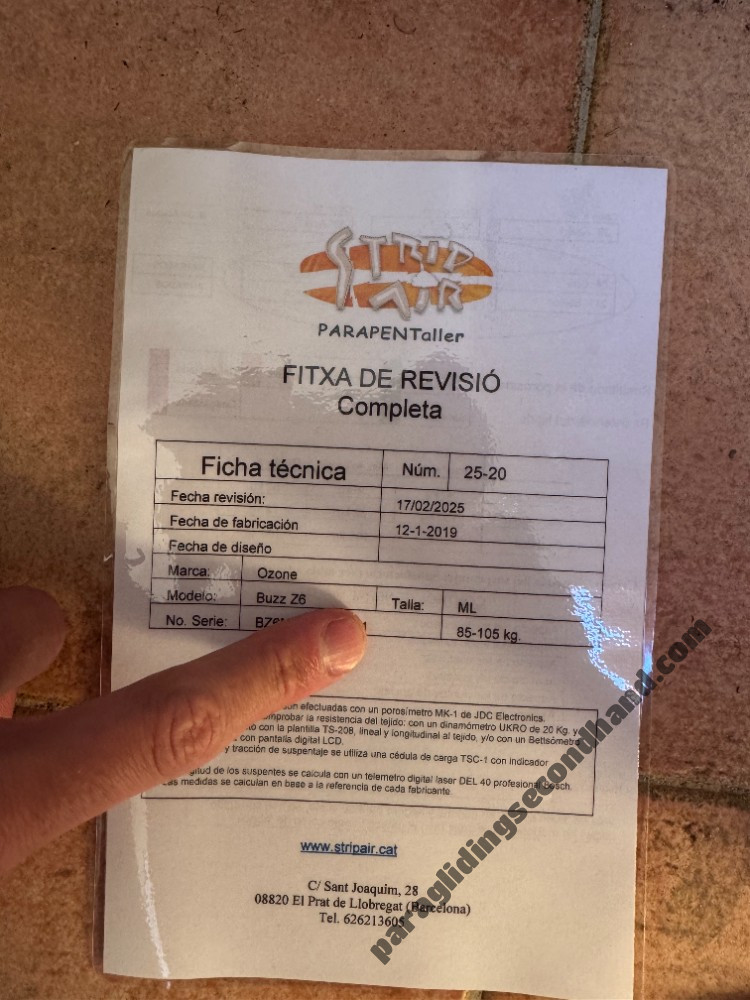 STRIP
AIR
PARAPENTaller
FITXA DE REVISIÓ
Completa
Ficha técnica Núm. 25-20
Fecha revisión: 17/02/2025
Fecha de fabricación 12-1-2019
Fecha de diseño
Marca: Ozone
Modelo: Buzz Z6 Talla: ML
No. Serie: 85-105 kg.
efectuadas con un porosímetro MK-1 de JDC Electronics.
comprobar la resistencia del tejido: con un dinamómetro UKRO de 20 Kg. y
con la plantilla TS-208, lineal y longitudinal al tejido, y/o con un Bettsómetro
con pantalla digital LCD.
y tracción de suspentaje se utiliza una cédula de carga TSC-1 con indicador
de los suspentes se calcula con un telemetro digital laser DEL 40 profesional Bosch.
Las medidas se calculan en base a la referencia de cada fabricante.
www.stripair.cat
C/ Sant Joaquim, 28
08820 El Prat de Llobregat (Barcelona)
Tel. 626213605
paraglidingsecondhand.com